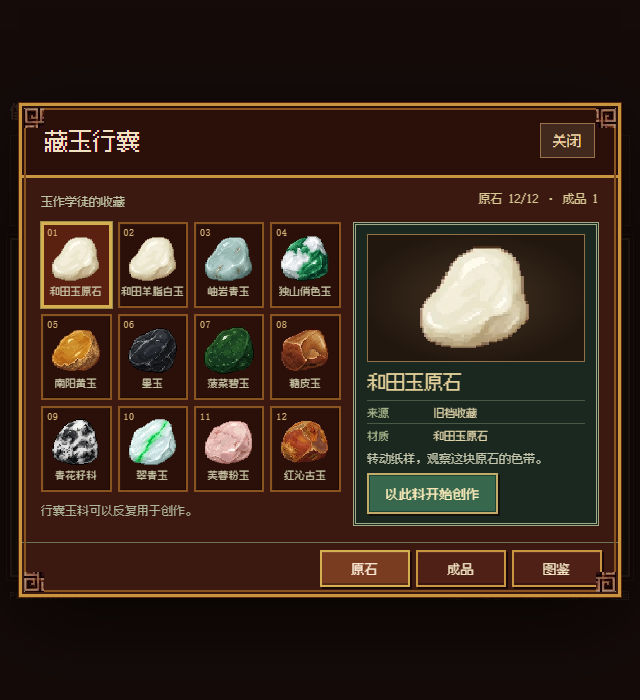 藏玉行囊
关闭
玉作学徒的收藏
原石 12/12 · 成品 1
01
和田玉原石
02
和田羊脂白玉
03
岫岩青玉
04
独山俏色玉
05
南阳黄玉
06
墨玉
07
菠菜碧玉
08
糖皮玉
09
青花籽料
10
翠青玉
11
芙蓉粉玉
12
红沁古玉
行囊玉料可以反复用于创作。
和田玉原石
来源 旧档收藏
材质 和田玉原石
转动纸样，观察这块原石的色带。
以此料开始创作
原石
成品
图鉴